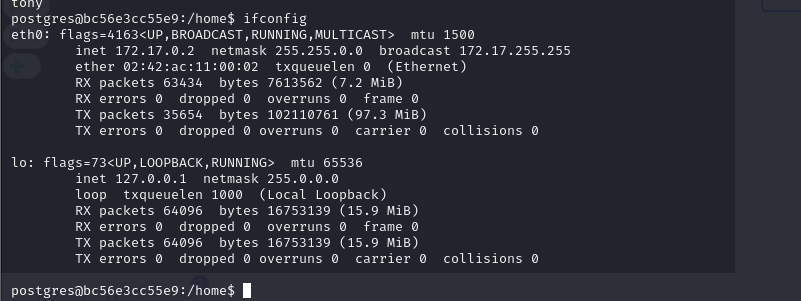 tony
postgres@bc56e3cc55e9:/home$ ifconfig
eth0: flags=4163<UP,BROADCAST,RUNNING,MULTICAST>  mtu 1500
        inet 172.17.0.2  netmask 255.255.0.0  broadcast 172.17.255.255
        ether 02:42:ac:11:00:02  txqueuelen 0  (Ethernet)
        RX packets 63434  bytes 7613562 (7.2 MiB)
        RX errors 0  dropped 0  overruns 0  frame 0
        TX packets 35654  bytes 102110761 (97.3 MiB)
        TX errors 0  dropped 0 overruns 0  carrier 0  collisions 0

lo: flags=73<UP,LOOPBACK,RUNNING>  mtu 65536
        inet 127.0.0.1  netmask 255.0.0.0
        loop  txqueuelen 1000  (Local Loopback)
        RX packets 64096  bytes 16753139 (15.9 MiB)
        RX errors 0  dropped 0  overruns 0  frame 0
        TX packets 64096  bytes 16753139 (15.9 MiB)
        TX errors 0  dropped 0 overruns 0  carrier 0  collisions 0

postgres@bc56e3cc55e9:/home$